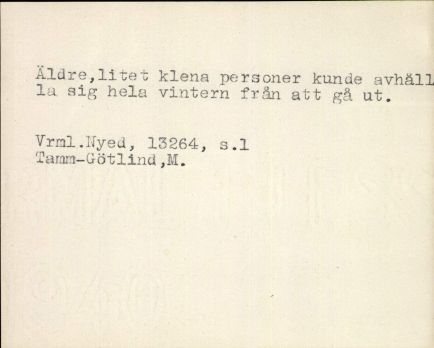 Äldre,litet klena personer kunde avhåll
la sig hela vintern från att gå ut.
Vrml.Nyed, 13264, s.1
Tamm-Götlind,M.